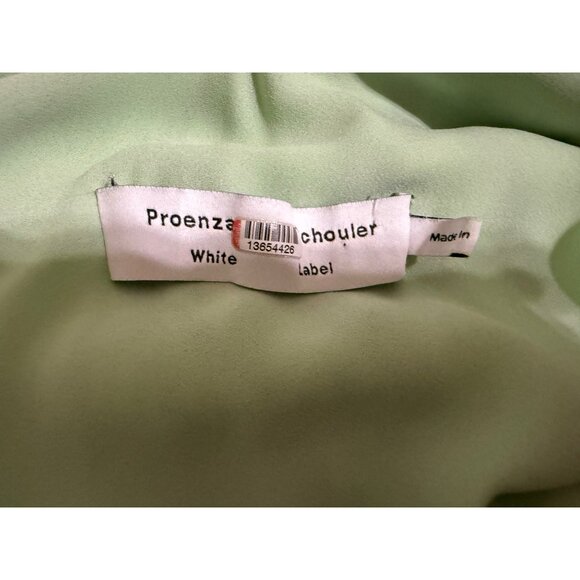 Proenza chouler
White Label
13654426
Made In